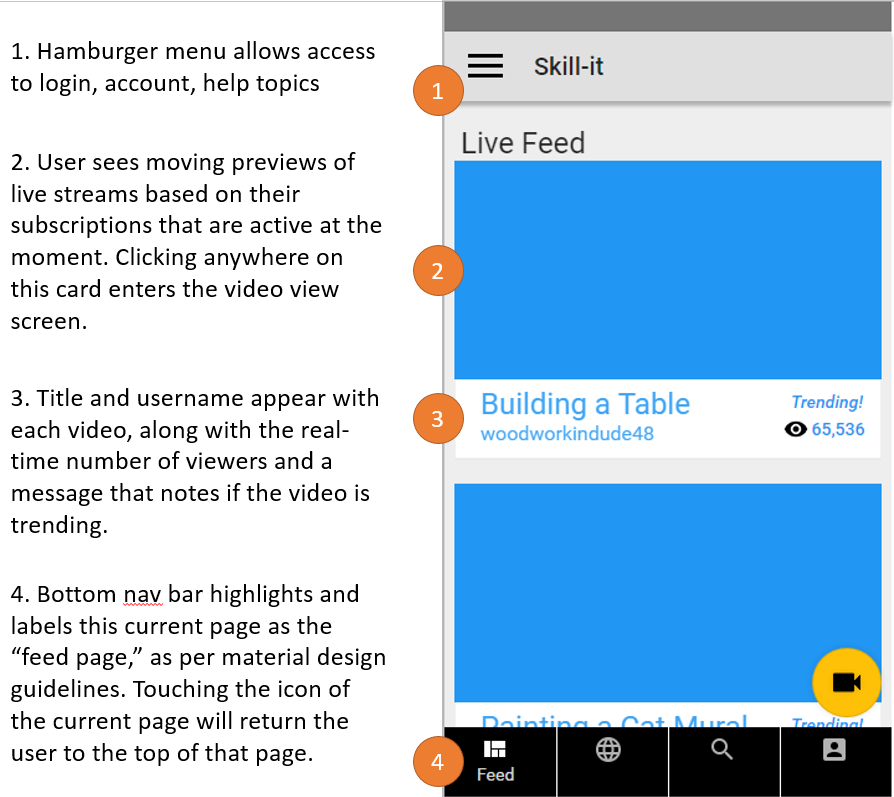 1. Hamburger menu allows access
to login, account, help topics
2. User sees moving previews of
live streams based on their
subscriptions that are active at the
moment. Clicking anywhere on
this card enters the video view
screen.
3. Title and username appear with
each video, along with the real-
time number of viewers and a
message that notes if the video is
trending.
4. Bottom nav bar highlights and
labels this current page as the
“feed page,” as per material design
guidelines. Touching the icon of
the current page will return the
user to the top of that page.
1
2
3
4
Skill-it
Live Feed
Building a Table
Trending!
woodworkindude48
65,536
Painting a Cat Mural
Trending!
Feed